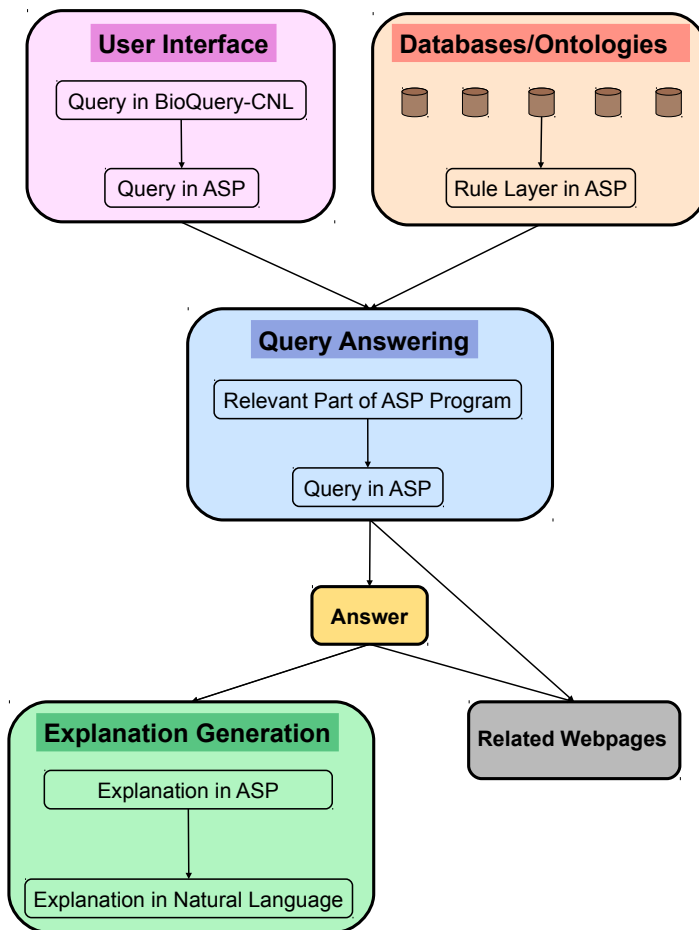 User Interface
Query in BioQuery-CNL
Query in ASP
Databases/Ontologies
Rule Layer in ASP
Query Answering
Relevant Part of ASP Program
Query in ASP
Answer
Explanation Generation
Explanation in ASP
Explanation in Natural Language
Related Webpages